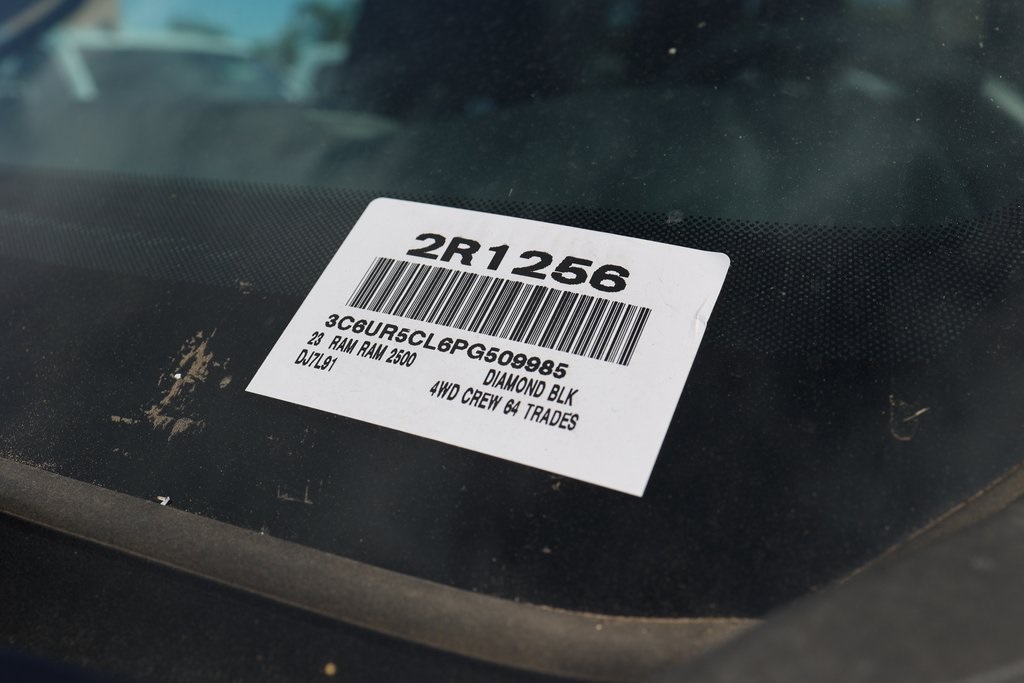 2R1256
3C6UR5CL6PG509985
23 RAM RAM 2500 DIAMOND BLK
DJ7L91 4WD CREW 64 TRADES